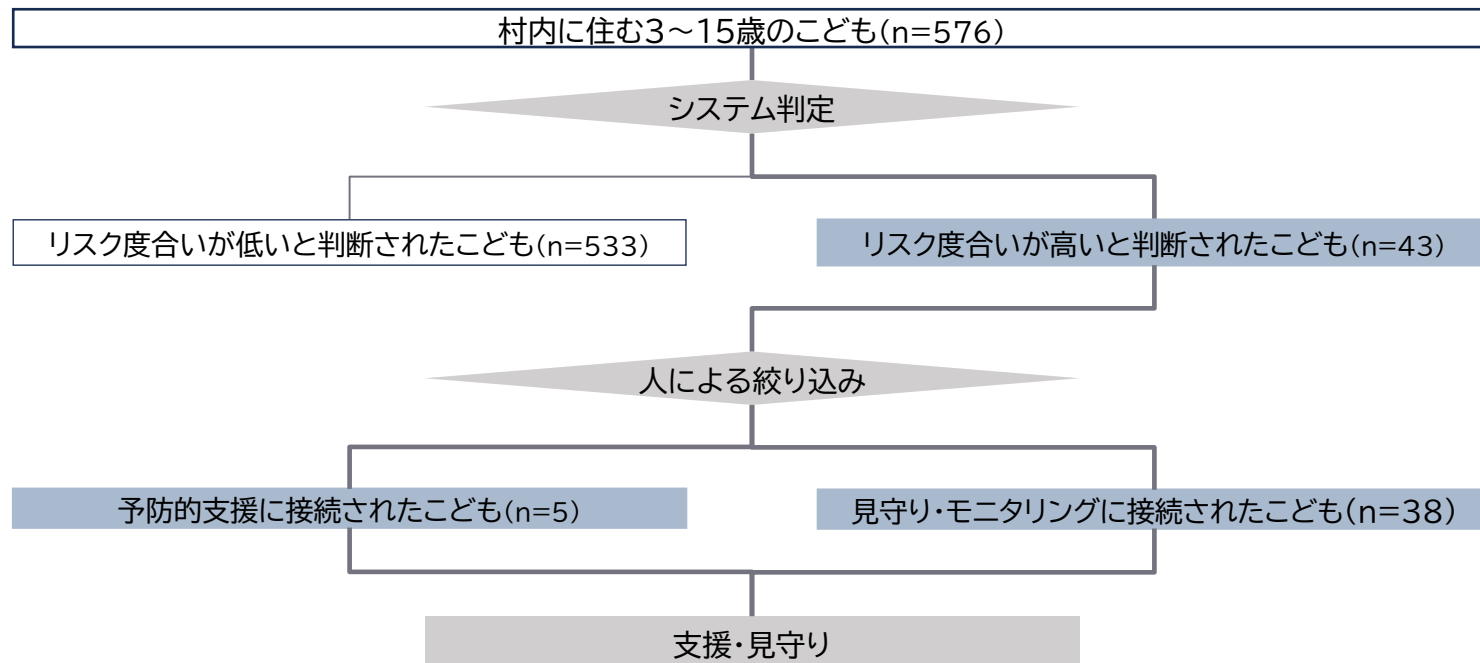 村内に住む3～15歳のこども(n=576)
システム判定
リスク度合いが低いと判断されたこども(n=533)
リスク度合いが高いと判断されたこども(n=43)
人による絞り込み
予防的支援に接続されたこども(n=5)
見守り・モニタリングに接続されたこども(n=38)
支援・見守り